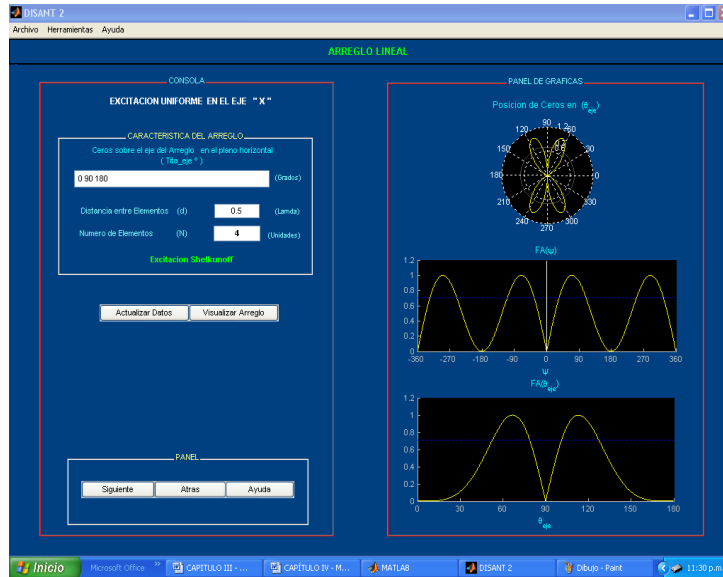 DISANT 2
Archivo Herramientas Ayuda
ARREGLO LINEAL
CONSOLA
EXCITACION UNIFORME EN EL EJE " X "
CARACTERISTICA DEL ARREGLO
Ceros sobre el eje del Arreglo en el plano horizontal
( Tita_eje º )
0 90 180
(Grados)
Distancia entre Elementos (d)
0.5
(Lamda)
Numero de Elementos (N)
4
(Unidades)
Excitacion Shelkunoff
Actualizar Datos
Visualizar Arreglo
PANEL
Siguiente
Atras
Ayuda
PANEL DE GRAFICAS
Posicion de Ceros en (θeje)
90
120
60
150
180
0
210
330
240
270
FA(ψ)
1.2
1
0.8
0.6
0.4
0.2
0
-360 -270 -180 -90 0 90 180 270 360
ψ
FA(θeje)
1.2
1
0.8
0.6
0.4
0.2
0
0 30 60 90 120 150 180
θeje
Inicio
Microsoft Office
CAPITULO III - ...
CAPÍTULO IV - M...
MATLAB
DISANT 2
Dibujo - Paint
11:30 p.m.